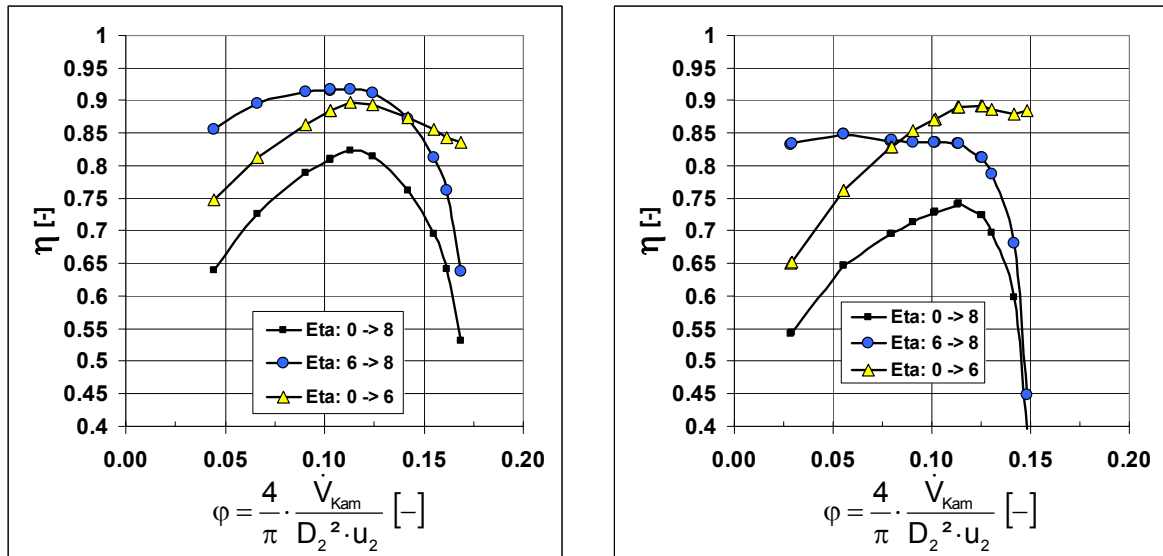 1
0.95
0.9
0.85
0.8
0.75
0.7
0.65
0.6
0.55
0.5
0.45
0.4
η [-]
Eta: 0 -> 8
Eta: 6 -> 8
Eta: 0 -> 6
0.00 0.05 0.10 0.15 0.20
φ = 4/π · V̇_Kam / D₂² · u₂ [−]
1
0.95
0.9
0.85
0.8
0.75
0.7
0.65
0.6
0.55
0.5
0.45
0.4
η [-]
Eta: 0 -> 8
Eta: 6 -> 8
Eta: 0 -> 6
0.00 0.05 0.10 0.15 0.20
φ = 4/π · V̇_Kam / D₂² · u₂ [−]